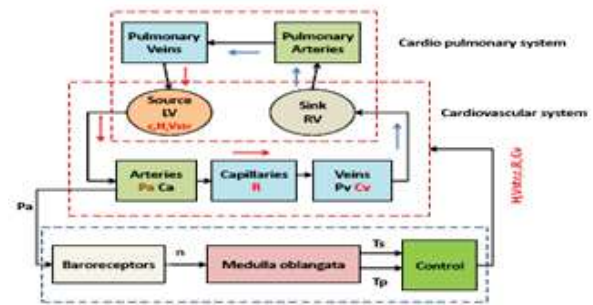 Pulmonary
Veins
Pulmonary
Arteries
Cardio pulmonary system
Source
LV
Sink
RV
Cardiovascular system
Arteries
Pa Ca
Capillaries
R
Veins
Pv Cv
Pa
Baroreceptors
n
Medulla oblangata
Ts
Tp
Control